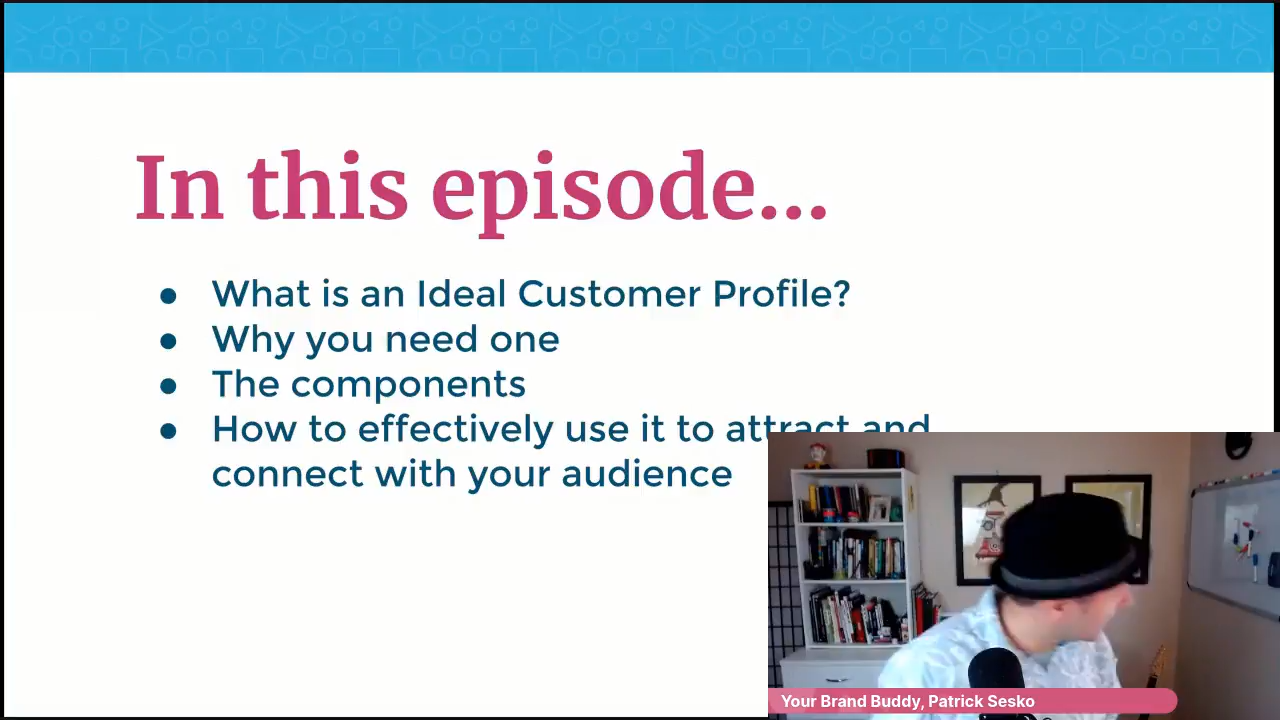 In this episode...
● What is an Ideal Customer Profile?
● Why you need one
● The components
● How to effectively use it to attract and
connect with your audience
Your Brand Buddy, Patrick Sesko